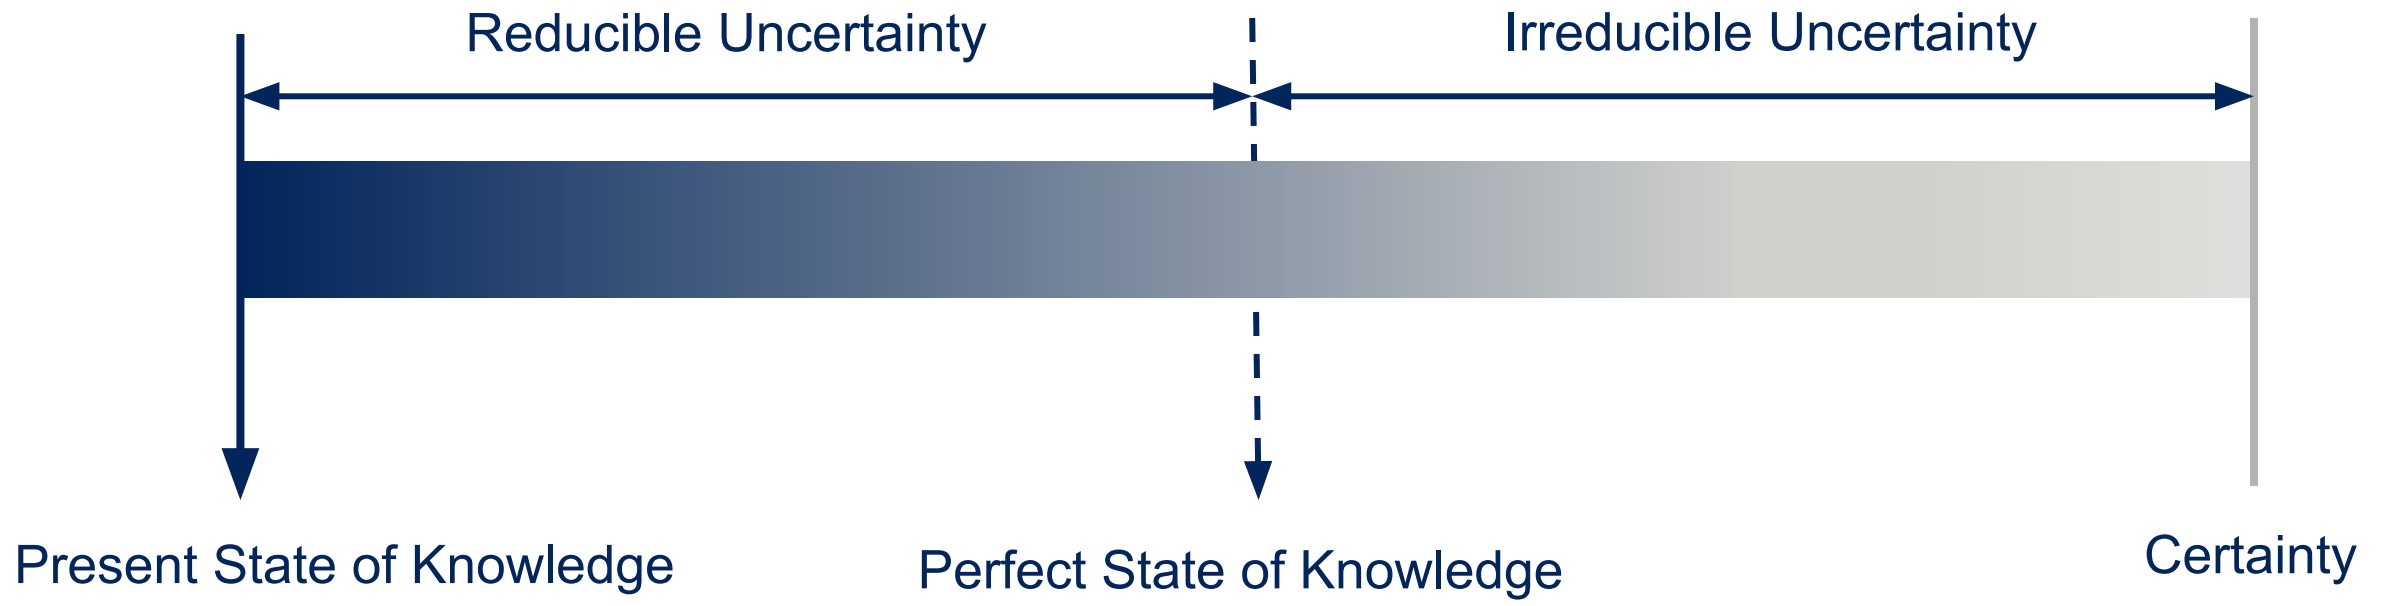 Reducible Uncertainty
Irreducible Uncertainty
Present State of Knowledge
Perfect State of Knowledge
Certainty